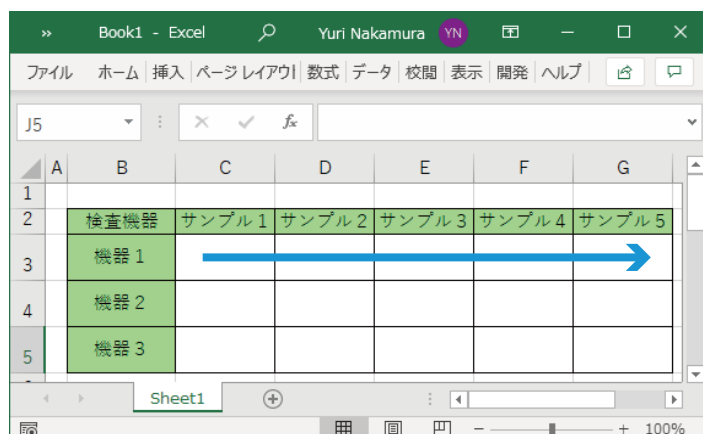 » Book1 - Excel Yuri Nakamura YN
ファイル ホーム 挿入 ページ レイアウト 数式 データ 校閲 表示 開発 ヘルプ
J5 fx
A B C D E F G
1
2 検査機器 サンプル 1 サンプル 2 サンプル 3 サンプル 4 サンプル 5
3 機器 1
4 機器 2
5 機器 3
Sheet1
100%